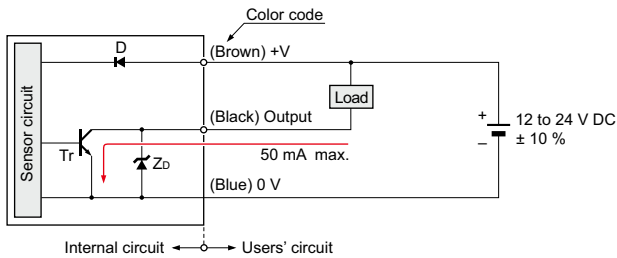 Color code
D
(Brown) +V
Sensor circuit
Load
(Black) Output
+
12 to 24 V DC
–
± 10 %
Tr
ZD
50 mA max.
(Blue) 0 V
Internal circuit
Users' circuit